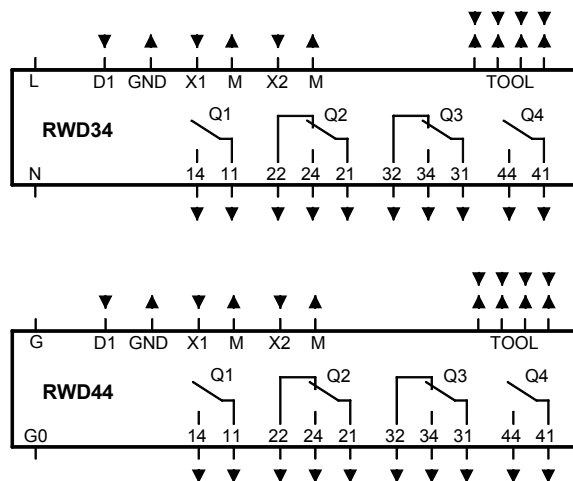 L D1 GND X1 M X2 M TOOL
Q1 Q2 Q3 Q4
RWD34
N 14 11 22 24 21 32 34 31 44 41
G D1 GND X1 M X2 M TOOL
Q1 Q2 Q3 Q4
RWD44
G0 14 11 22 24 21 32 34 31 44 41